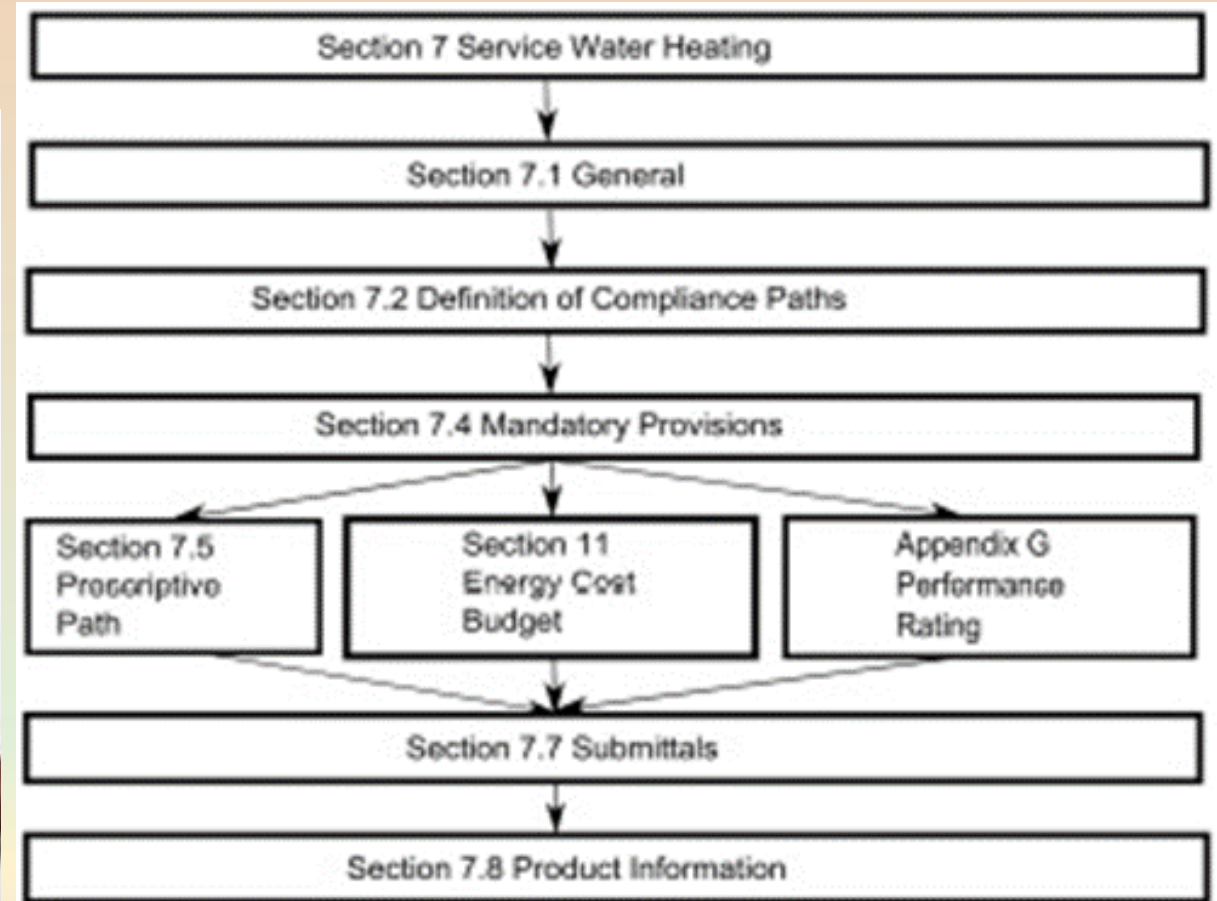 Section 7 Service Water Heating
Section 7.1 General
Section 7.2 Definition of Compliance Paths
Section 7.4 Mandatory Provisions
Section 7.5
Prescriptive
Path
Section 11
Energy Cost
Budget
Appendix G
Performance
Rating
Section 7.7 Submittals
Section 7.8 Product Information